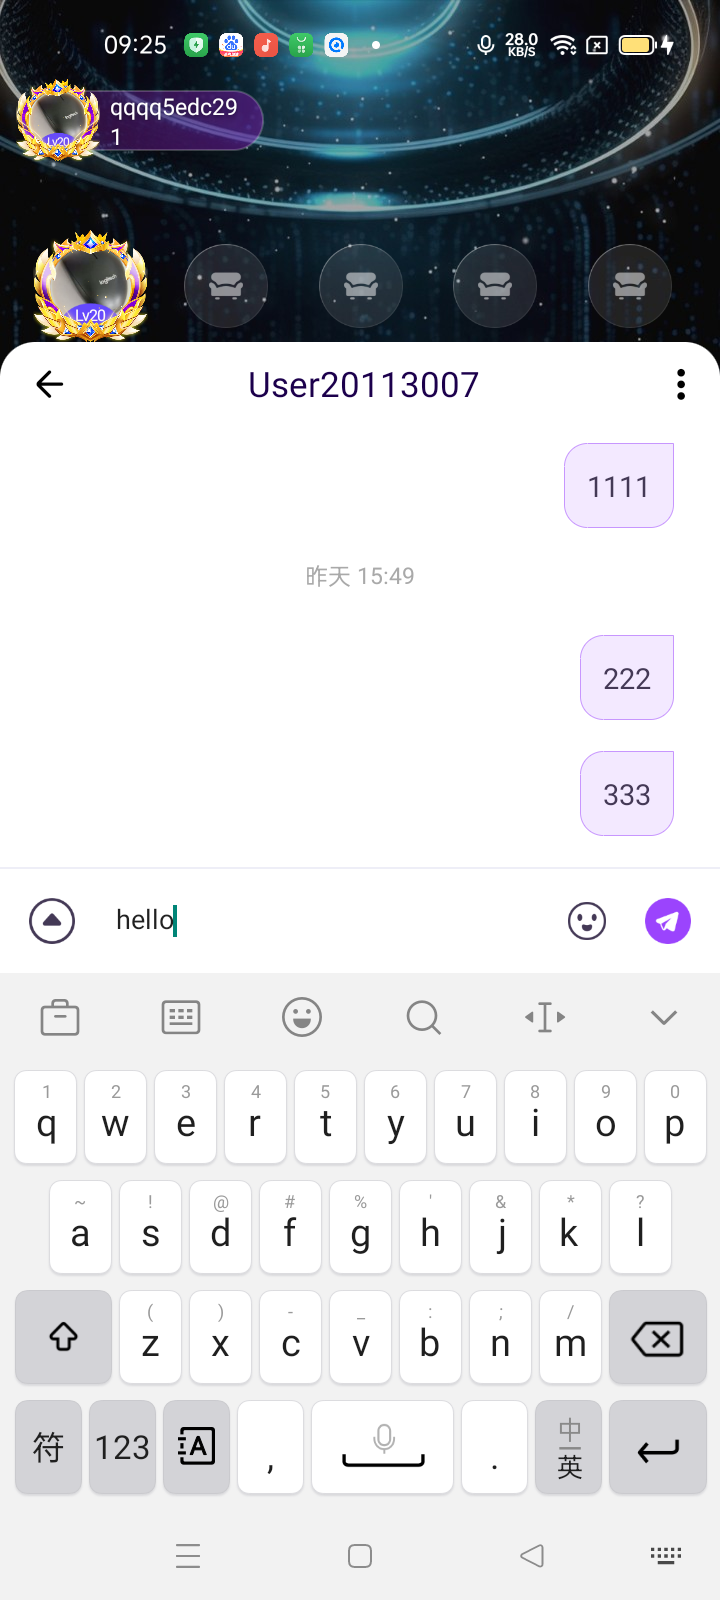 09:25
28.0
KB/S
qqqq5edc29
1
Lv20
Lv20
User20113007
1111
昨天 15:49
222
333
hello
1 2 3 4 5 6 7 8 9 0
q w e r t y u i o p
~ ! @ # % ' & * ?
a s d f g h j k l
( ) - _ : ; /
z x c v b n m
符 123 A , . 中
英